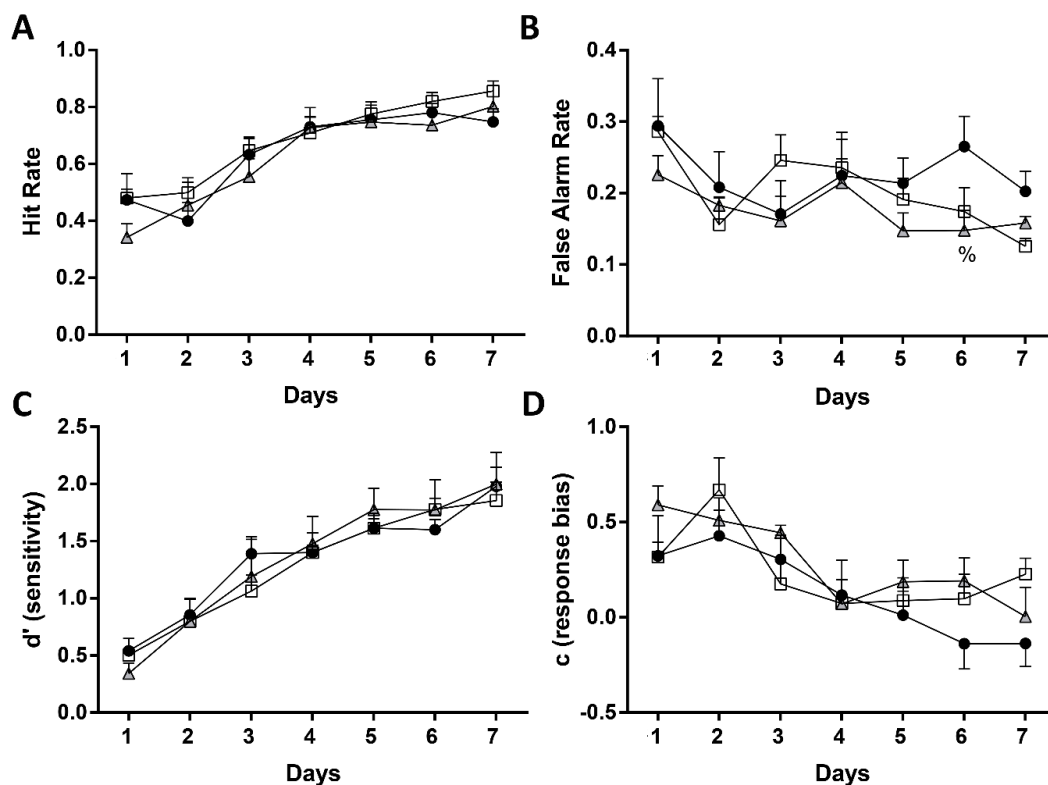 A
Hit Rate
1.0
0.8
0.6
0.4
0.2
0.0
1 2 3 4 5 6 7
Days
B
False Alarm Rate
0.4
0.3
0.2
0.1
0.0
%
1 2 3 4 5 6 7
Days
C
d' (sensitivity)
2.5
2.0
1.5
1.0
0.5
0.0
1 2 3 4 5 6 7
Days
D
c (response bias)
1.0
0.5
0.0
-0.5
1 2 3 4 5 6 7
Days